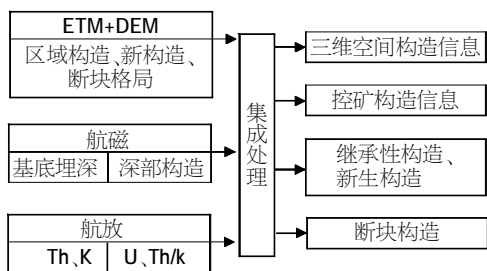 ETM+DEM
区域构造、新构造、
断块格局
航磁
基底埋深 深部构造
航放
Th、K U、Th/k
集成处理
三维空间构造信息
控矿构造信息
继承性构造、
新生构造
断块构造